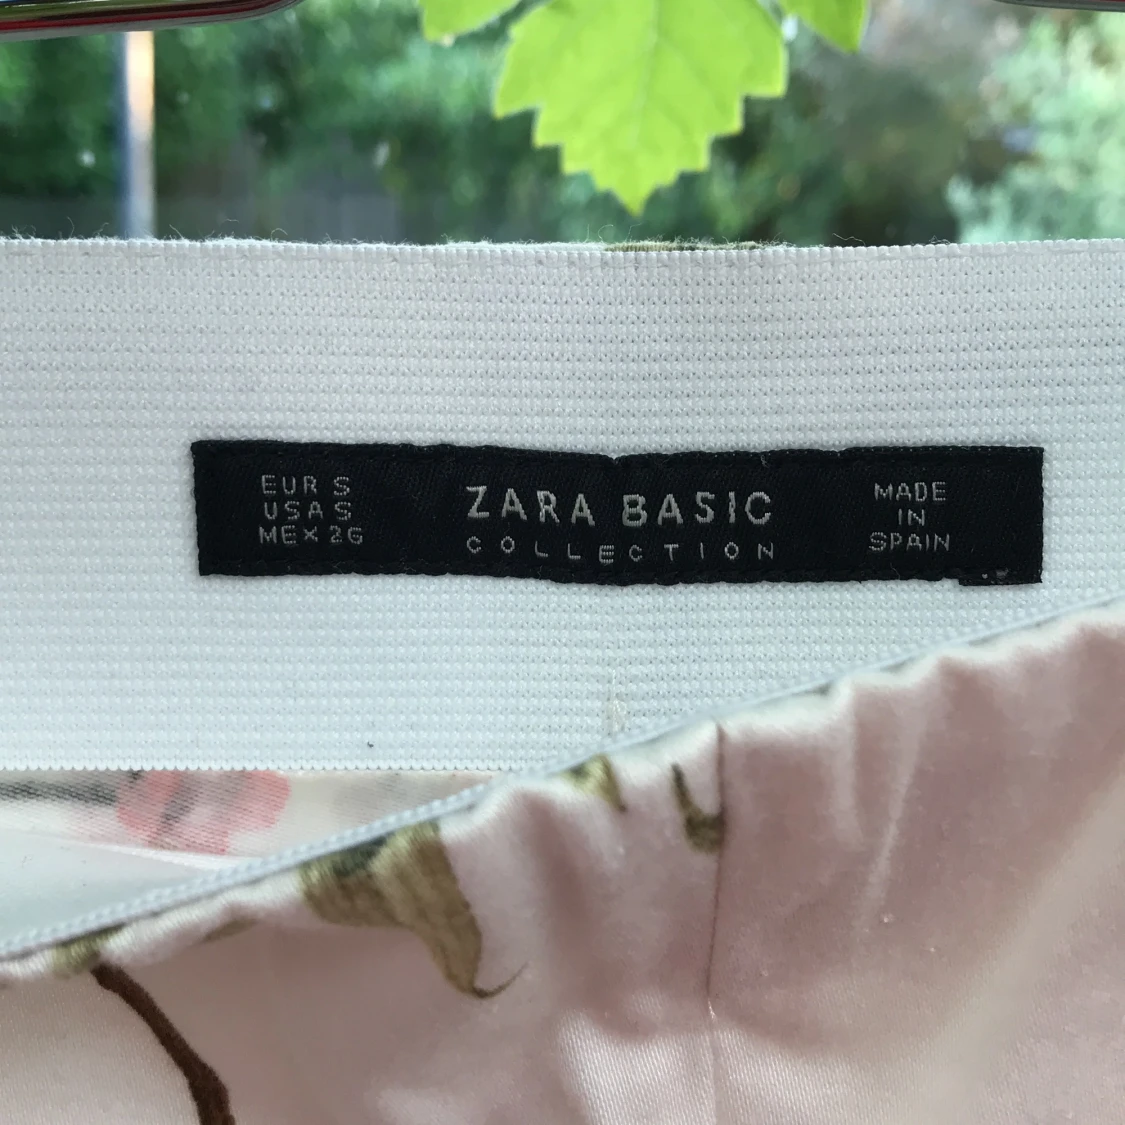 EUR S
USA S
MEX 26
ZARA BASIC
COLLECTION
MADE
IN
SPAIN